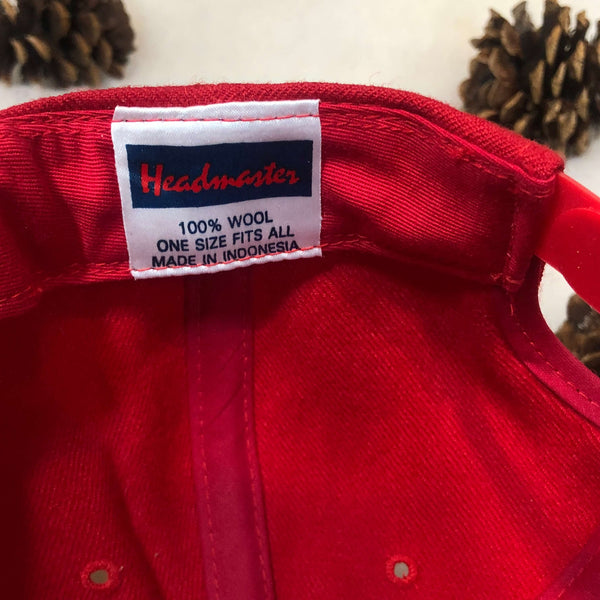 Headmaster
100% WOOL
ONE SIZE FITS ALL
MADE IN INDONESIA